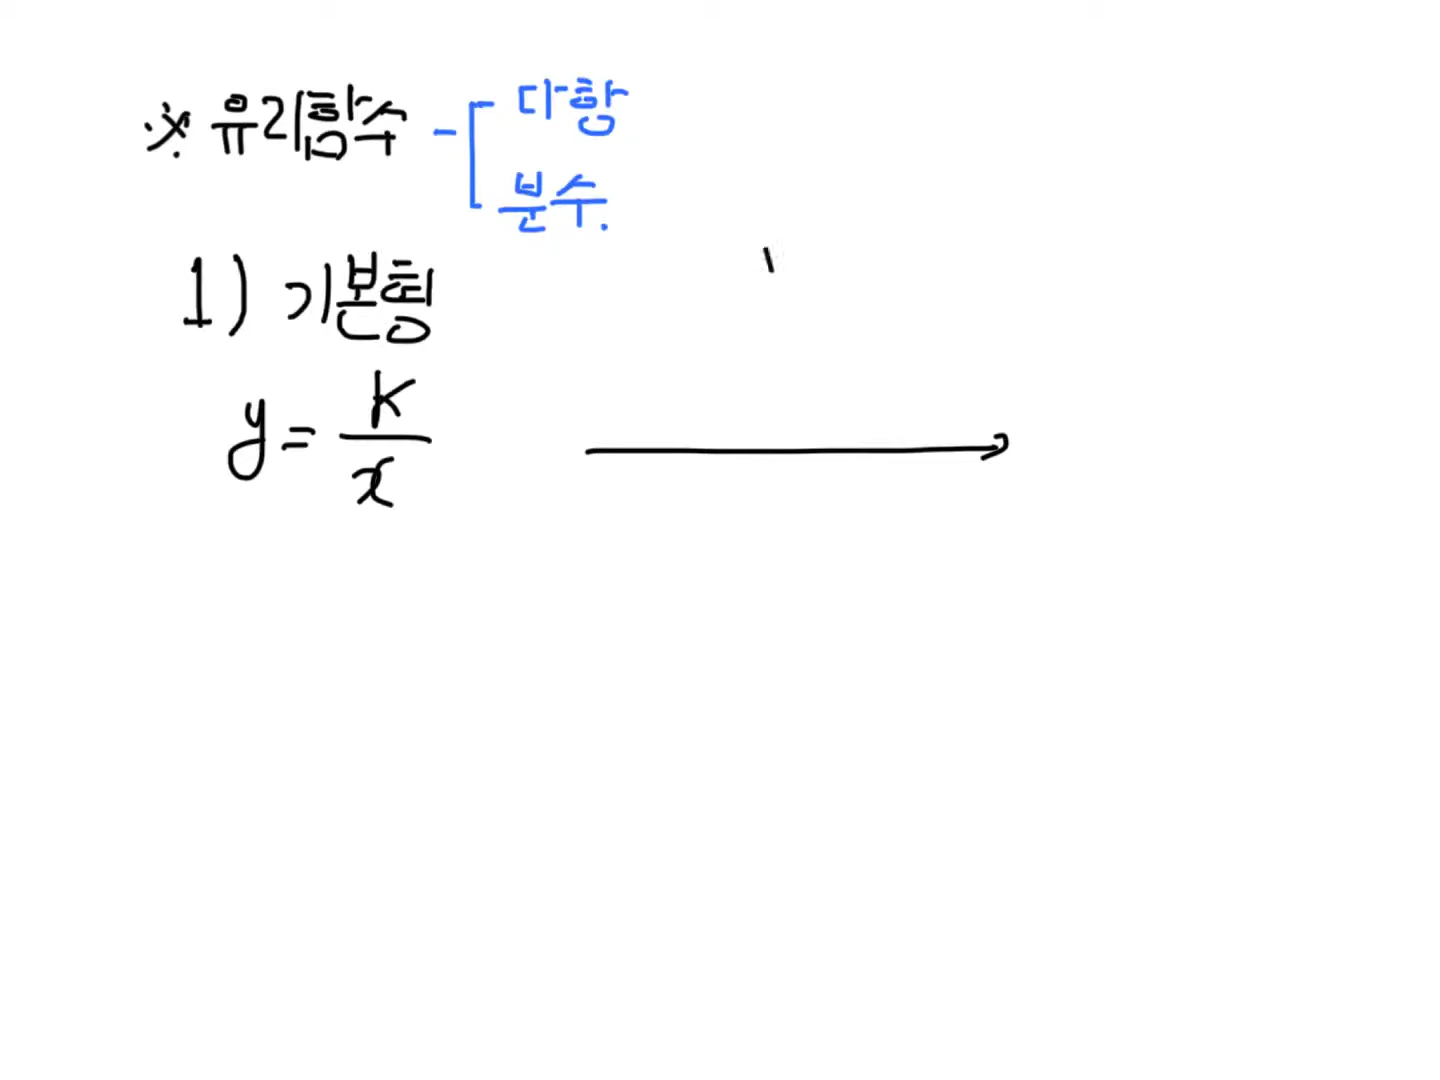 ※ 유리함수 - 다항
분수.
1) 기본형
y = k/x